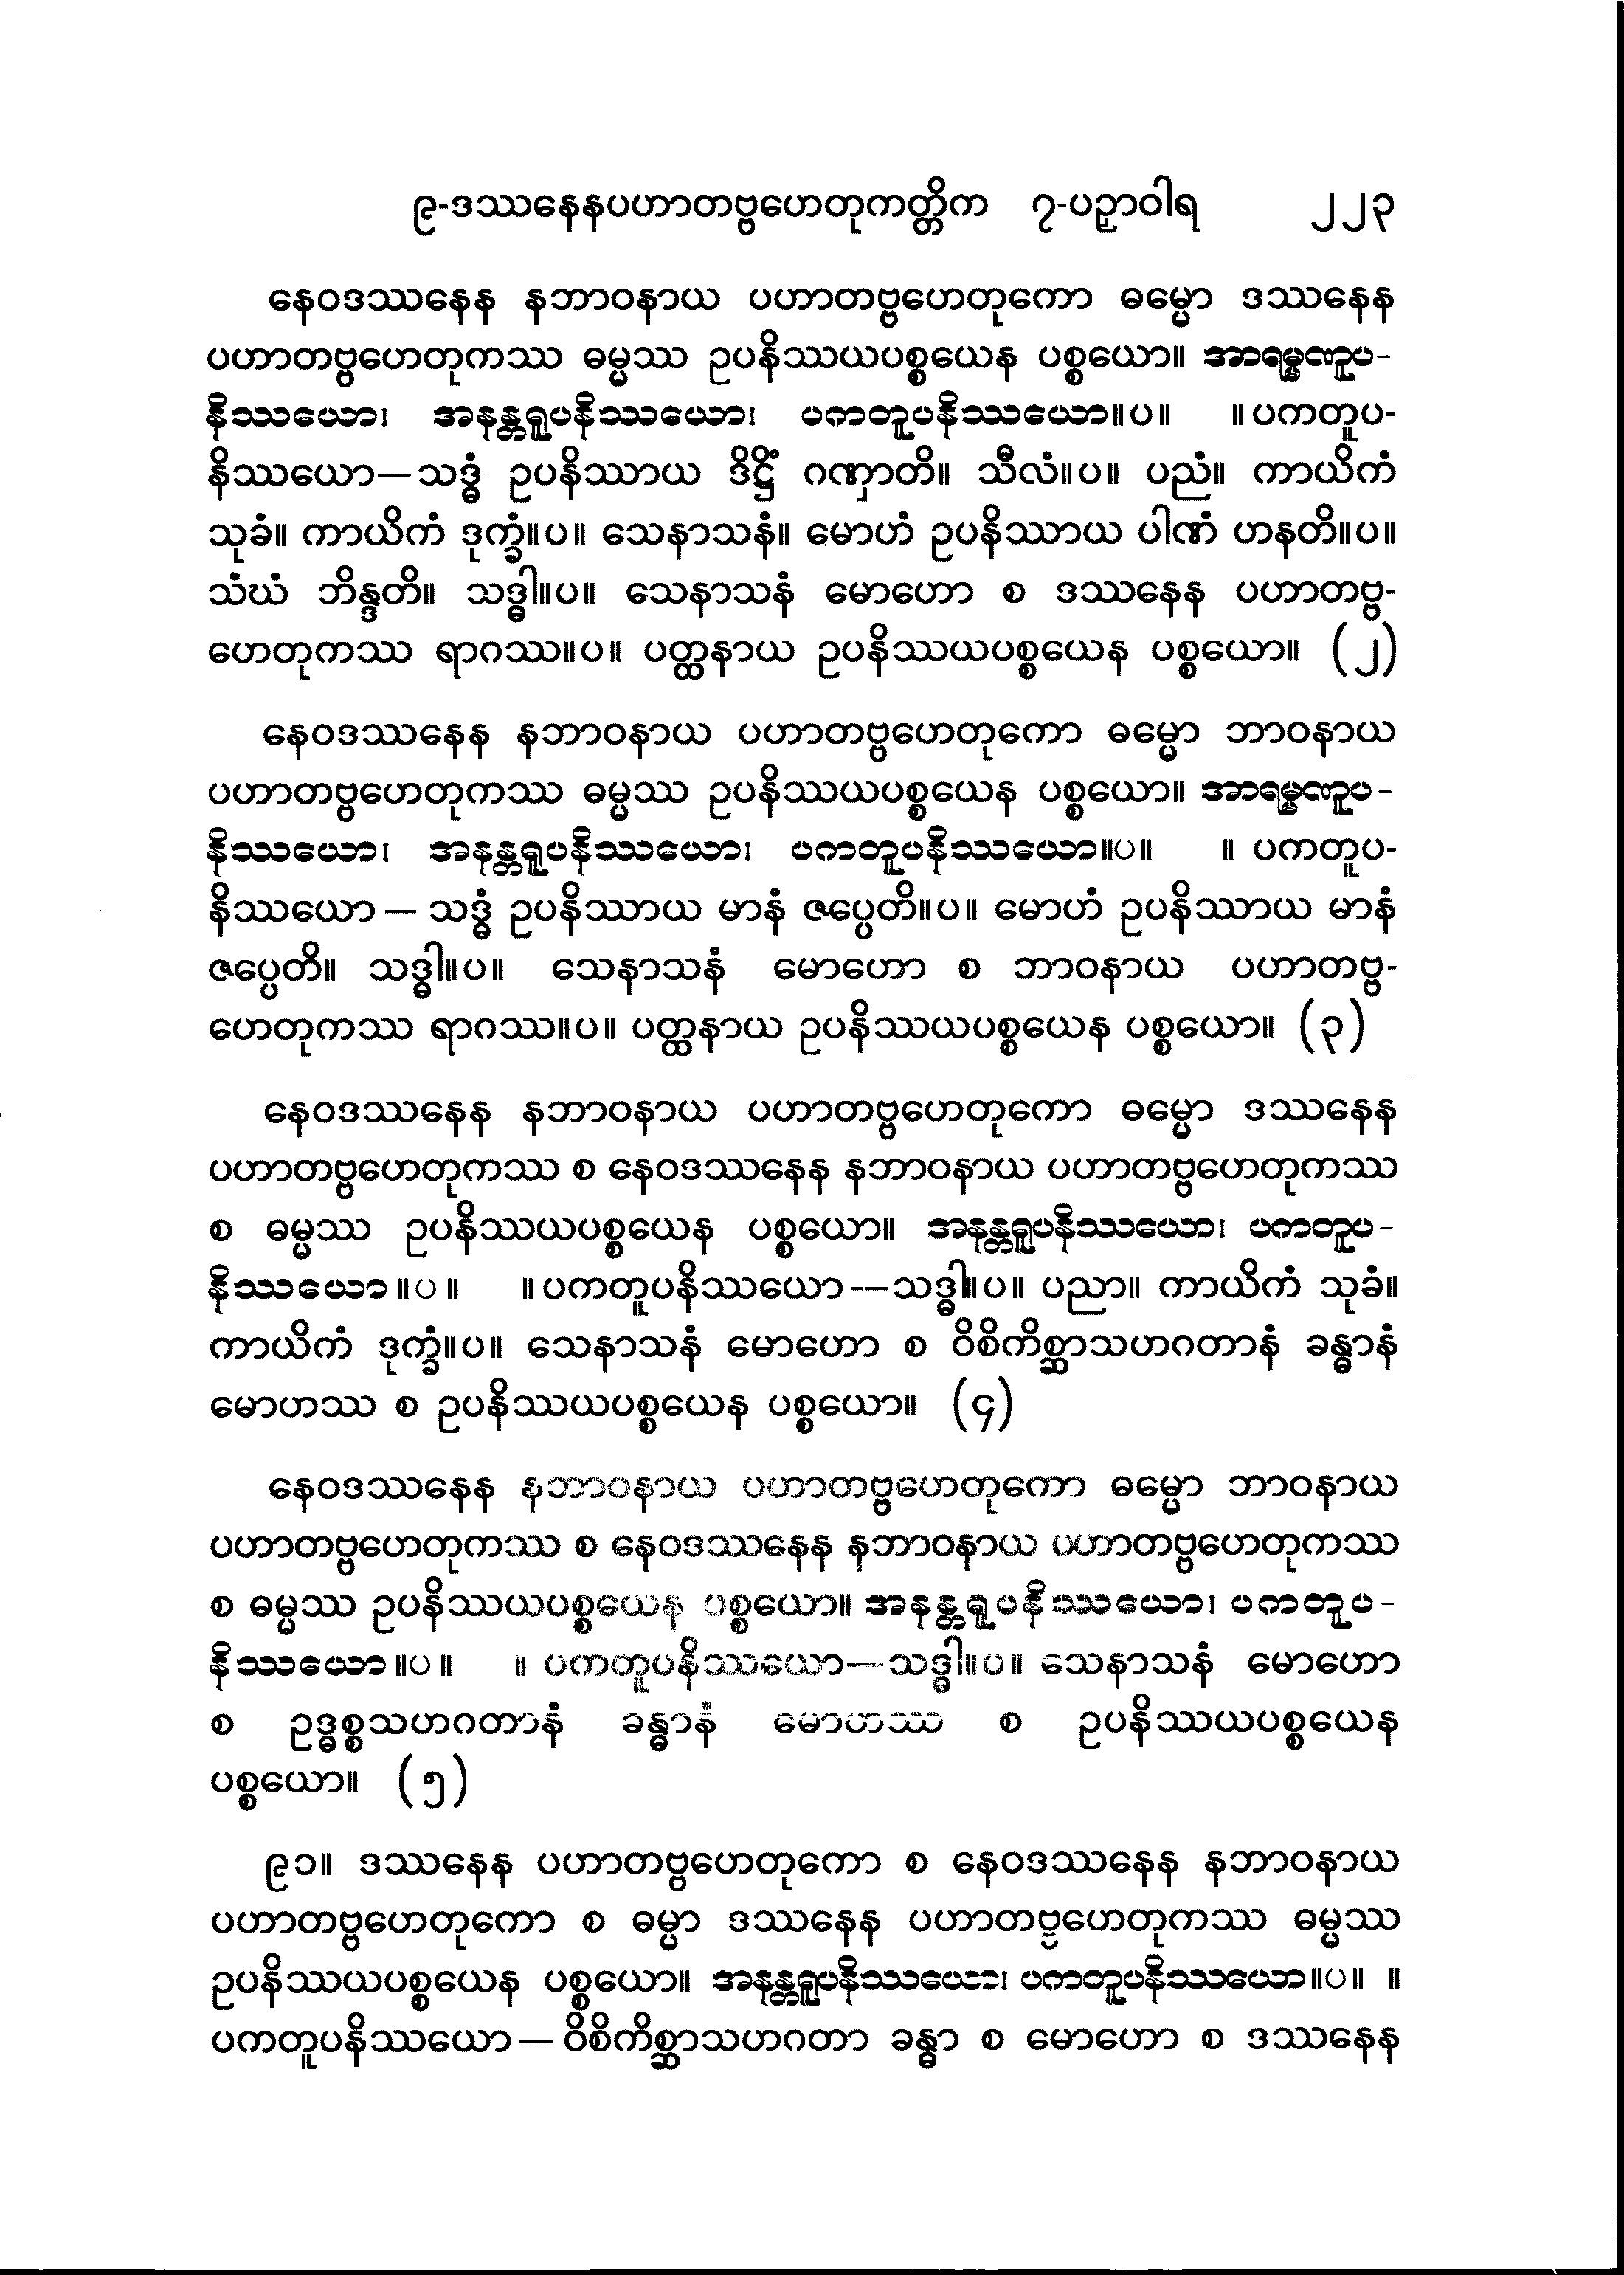 ၉-ဒဿနေနပဟာတဗ္ဗဟေတုကတ္တိက ၇-ပဉှာဝါရ ၂၂၃
နေဝဒဿနေန နဘာဝနာယ ပဟာတဗ္ဗဟေတုကော ဓမ္မော ဒဿနေန
ပဟာတဗ္ဗဟေတုကဿ ဓမ္မဿ ဥပနိဿယပစ္စယေန ပစ္စယော။ အာရမ္မဏူပ-
နိဿယော၊ အနန္တရူပနိဿယော၊ ပကတူပနိဿယော။ပ။ ။ပကတူပ-
နိဿယော—သဒ္ဓံ ဥပနိဿာယ ဒိဋ္ဌိံ ဂဏှာတိ။ သီလံ။ပ။ ပညံ။ ကာယိကံ
သုခံ။ ကာယိကံ ဒုက္ခံ။ပ။ သေနာသနံ။ မောဟံ ဥပနိဿာယ ပါဏံ ဟနတိ။ပ။
သံဃံ ဘိန္ဒတိ။ သဒ္ဓါ။ပ။ သေနာသနံ မောဟော စ ဒဿနေန ပဟာတဗ္ဗ-
ဟေတုကဿ ရာဂဿ။ပ။ ပတ္ထနာယ ဥပနိဿယပစ္စယေန ပစ္စယော။ (၂)
နေဝဒဿနေန နဘာဝနာယ ပဟာတဗ္ဗဟေတုကော ဓမ္မော ဘာဝနာယ
ပဟာတဗ္ဗဟေတုကဿ ဓမ္မဿ ဥပနိဿယပစ္စယေန ပစ္စယော။ အာရမ္မဏူပ-
နိဿယော၊ အနန္တရူပနိဿယော၊ ပကတူပနိဿယော။ပ။ ။ ပကတူပ-
နိဿယော — သဒ္ဓံ ဥပနိဿာယ မာနံ ဇပ္ပေတိ။ပ။ မောဟံ ဥပနိဿာယ မာနံ
ဇပ္ပေတိ။ သဒ္ဓါ။ပ။ သေနာသနံ မောဟော စ ဘာဝနာယ ပဟာတဗ္ဗ-
ဟေတုကဿ ရာဂဿ။ပ။ ပတ္ထနာယ ဥပနိဿယပစ္စယေန ပစ္စယော။ (၃)
နေဝဒဿနေန နဘာဝနာယ ပဟာတဗ္ဗဟေတုကော ဓမ္မော ဒဿနေန
ပဟာတဗ္ဗဟေတုကဿ စ နေဝဒဿနေန နဘာဝနာယ ပဟာတဗ္ဗဟေတုကဿ
စ ဓမ္မဿ ဥပနိဿယပစ္စယေန ပစ္စယော။ အနန္တရူပနိဿယော၊ ပကတူပ-
နိဿယော။ပ။ ။ပကတူပနိဿယော—သဒ္ဓါ။ပ။ ပညာ။ ကာယိကံ သုခံ။
ကာယိကံ ဒုက္ခံ။ပ။ သေနာသနံ မောဟော စ ဝိစိကိစ္ဆာသဟဂတာနံ ခန္ဓာနံ
မောဟဿ စ ဥပနိဿယပစ္စယေန ပစ္စယော။ (၄)
နေဝဒဿနေန နဘာဝနာယ ပဟာတဗ္ဗဟေတုကော ဓမ္မော ဘာဝနာယ
ပဟာတဗ္ဗဟေတုကဿ စ နေဝဒဿနေန နဘာဝနာယ ပဟာတဗ္ဗဟေတုကဿ
စ ဓမ္မဿ ဥပနိဿယပစ္စယေန ပစ္စယော။ အနန္တရူပနိဿယော၊ ပကတူပ-
နိဿယော။ပ။ ။ ပကတူပနိဿယော—သဒ္ဓါ။ပ။ သေနာသနံ မောဟော
စ ဥဒ္ဓစ္စသဟဂတာနံ ခန္ဓာနံ မောဟဿ စ ဥပနိဿယပစ္စယေန
ပစ္စယော။ (၅)
၉၁။ ဒဿနေန ပဟာတဗ္ဗဟေတုကော စ နေဝဒဿနေန နဘာဝနာယ
ပဟာတဗ္ဗဟေတုကော စ ဓမ္မာ ဒဿနေန ပဟာတဗ္ဗဟေတုကဿ ဓမ္မဿ
ဥပနိဿယပစ္စယေန ပစ္စယော။ အနန္တရူပနိဿယော၊ ပကတူပနိဿယော။ပ။ ။
ပကတူပနိဿယော — ဝိစိကိစ္ဆာသဟဂတာ ခန္ဓာ စ မောဟော စ ဒဿနေန